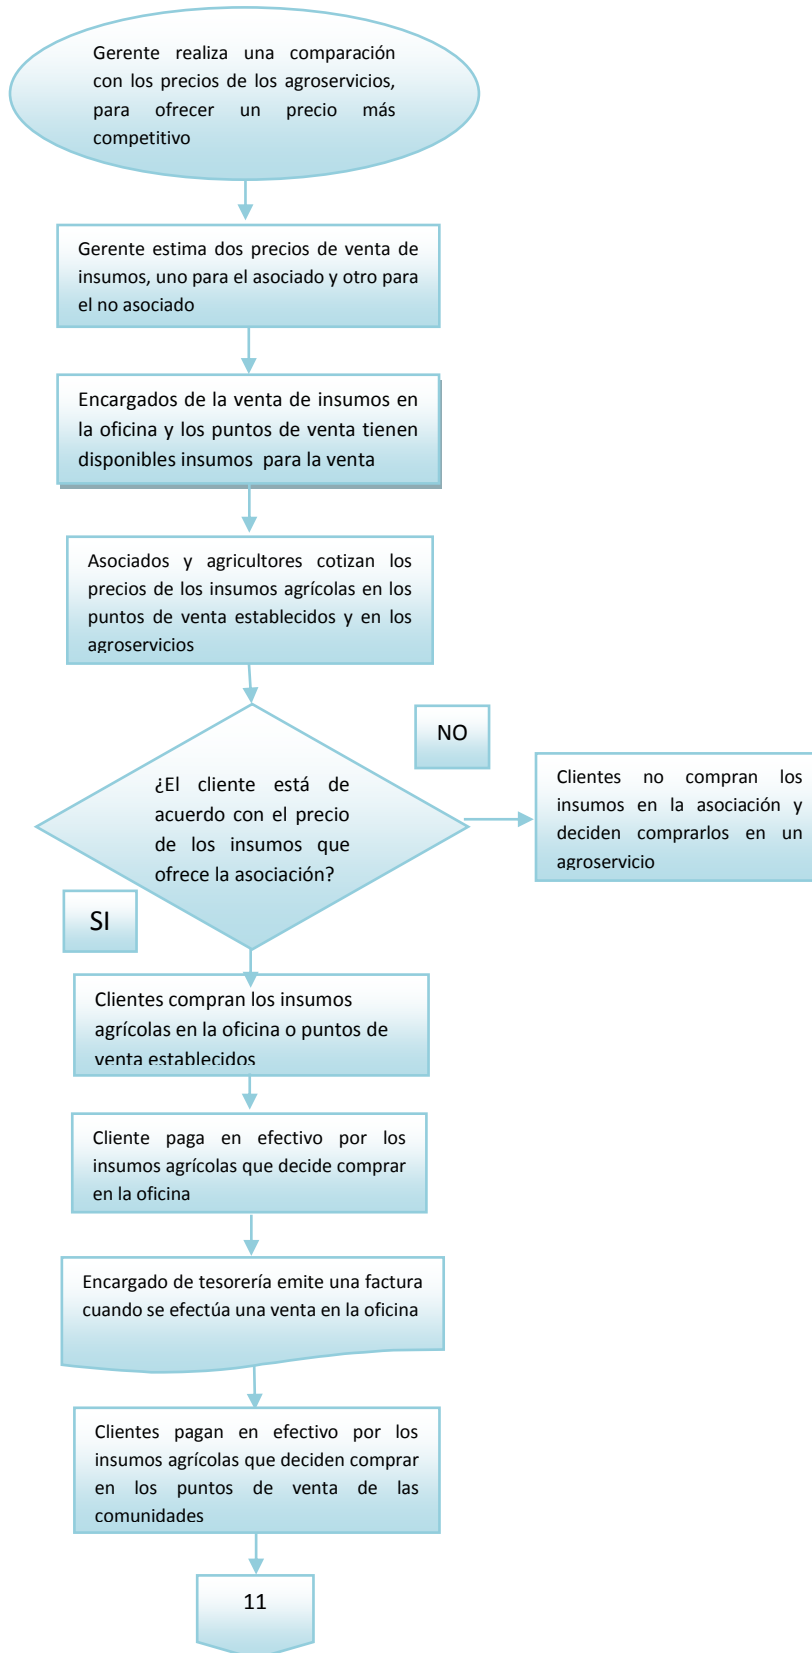 Gerente realiza una comparación
con los precios de los agroservicios,
para ofrecer un precio más
competitivo
Gerente estima dos precios de venta de
insumos, uno para el asociado y otro para
el no asociado
Encargados de la venta de insumos en
la oficina y los puntos de venta tienen
disponibles insumos para la venta
Asociados y agricultores cotizan los
precios de los insumos agrícolas en los
puntos de venta establecidos y en los
agroservicios
NO
¿El cliente está de
acuerdo con el precio
de los insumos que
ofrece la asociación?
Clientes no compran los
insumos en la asociación y
deciden comprarlos en un
agroservicio
SI
Clientes compran los insumos
agrícolas en la oficina o puntos de
venta establecidos
Cliente paga en efectivo por los
insumos agrícolas que decide comprar
en la oficina
Encargado de tesorería emite una factura
cuando se efectúa una venta en la oficina
Clientes pagan en efectivo por los
insumos agrícolas que deciden comprar
en los puntos de venta de las
comunidades
11